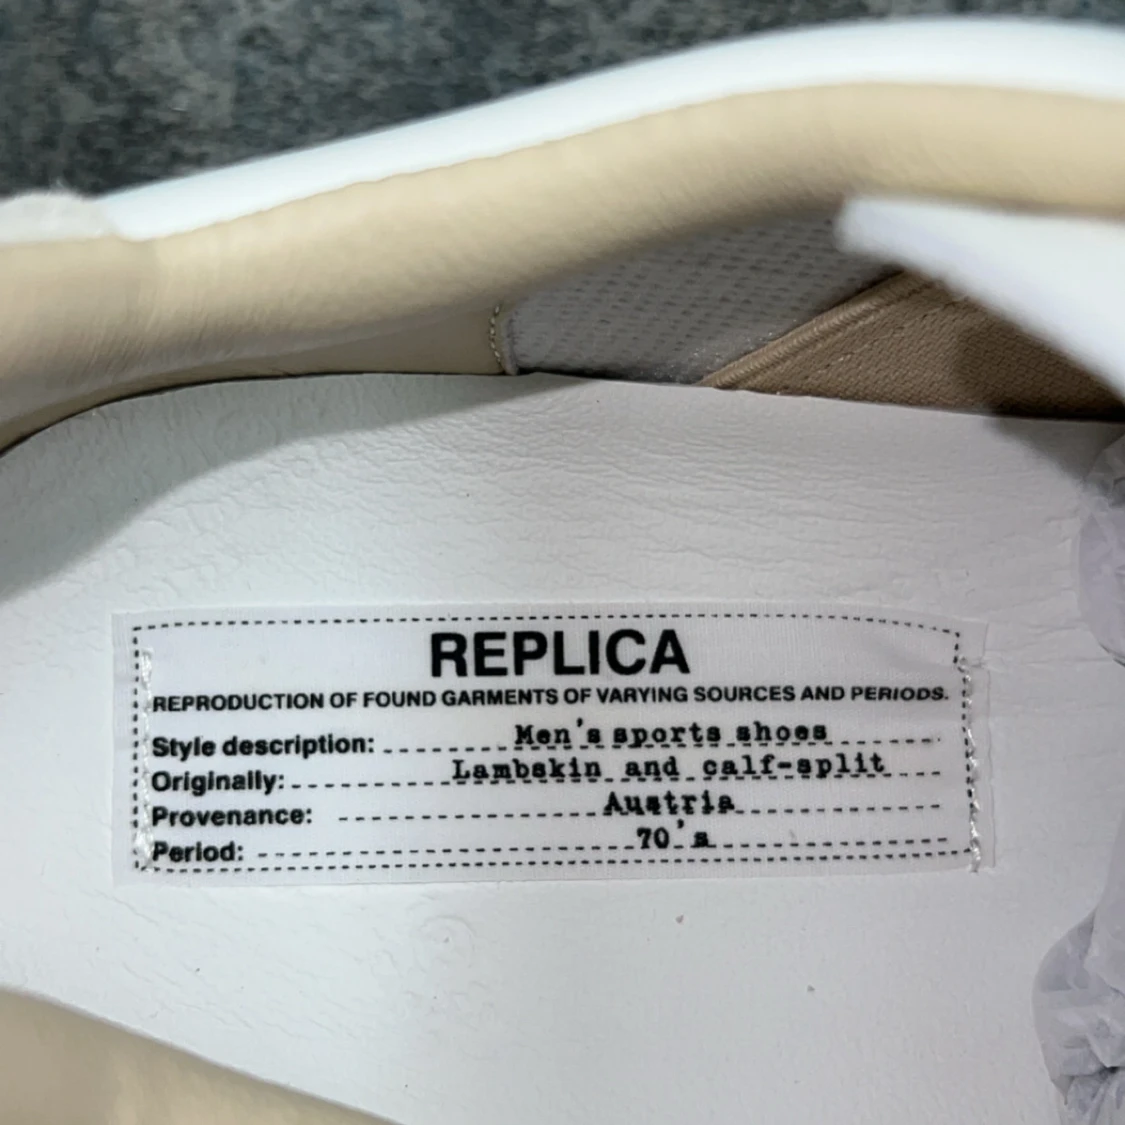 REPLICA
REPRODUCTION OF FOUND GARMENTS OF VARYING SOURCES AND PERIODS.
Style description: Men's sports shoes
Originally: Lambskin and calf-split
Provenance: Austria
Period: 70's